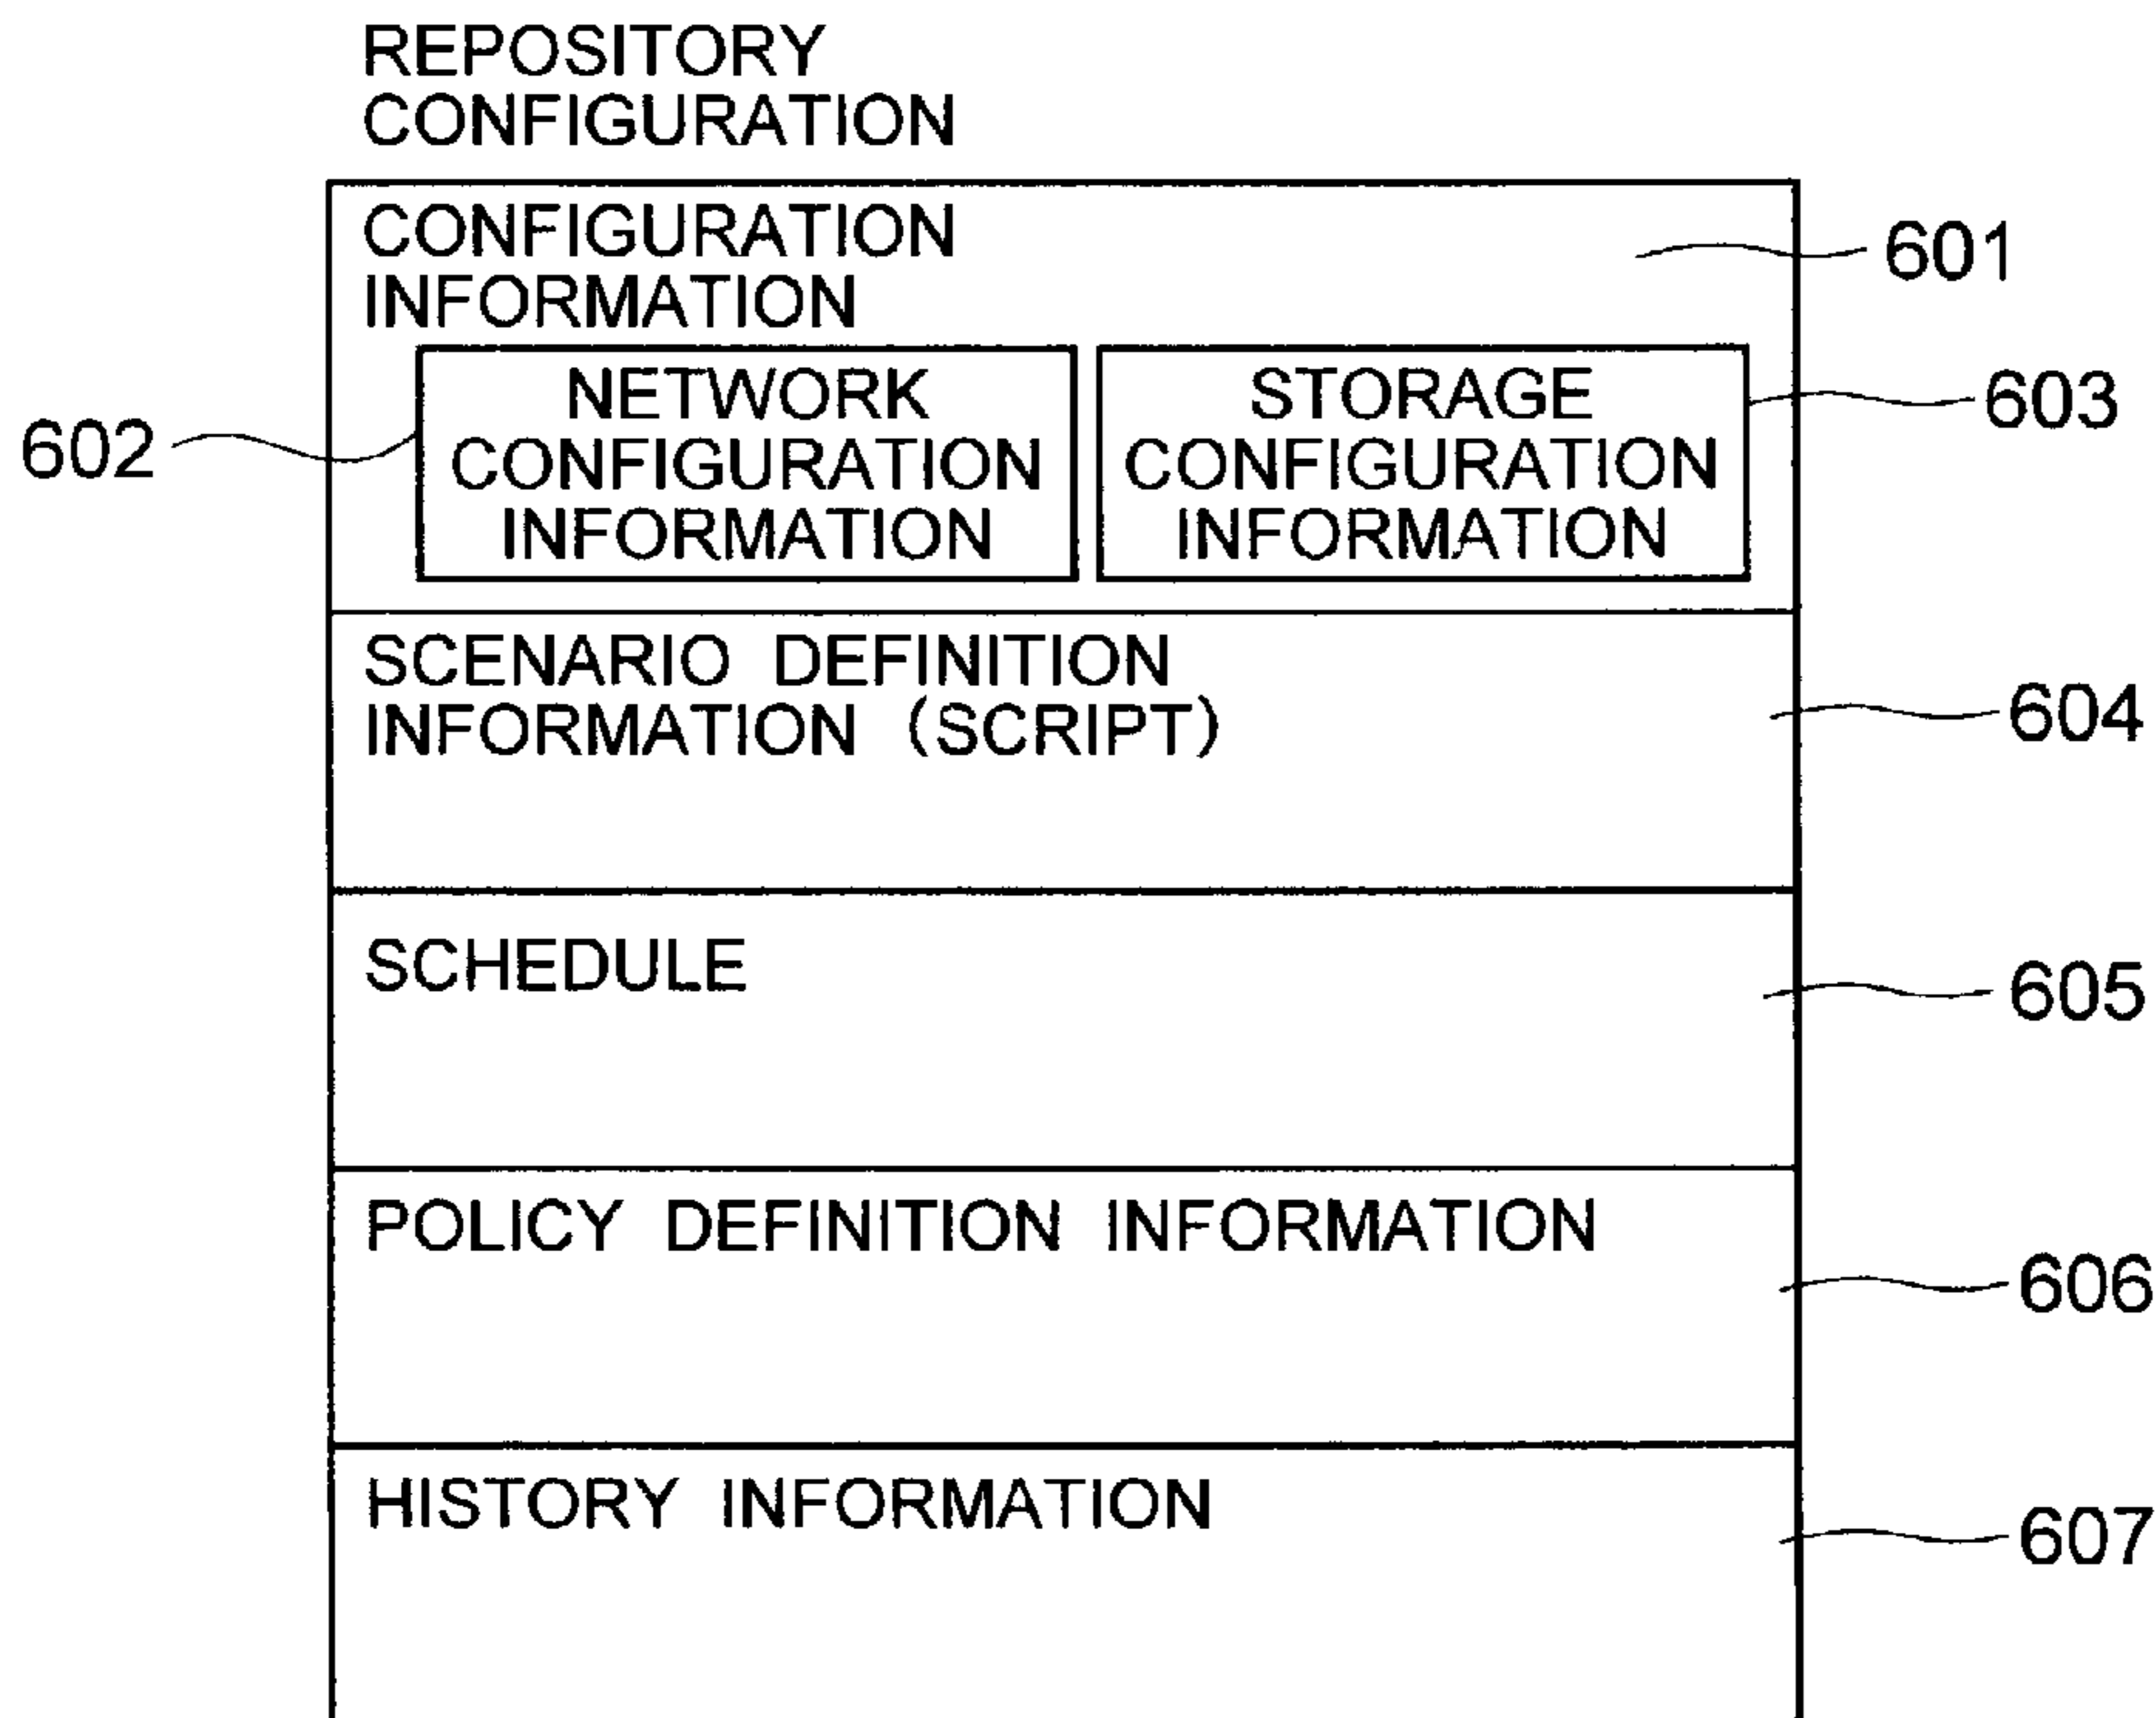 REPOSITORY
CONFIGURATION
CONFIGURATION
INFORMATION
601
602
NETWORK
CONFIGURATION
INFORMATION
STORAGE
CONFIGURATION
INFORMATION
603
SCENARIO DEFINITION
INFORMATION (SCRIPT)
604
SCHEDULE
605
POLICY DEFINITION INFORMATION
606
HISTORY INFORMATION
607